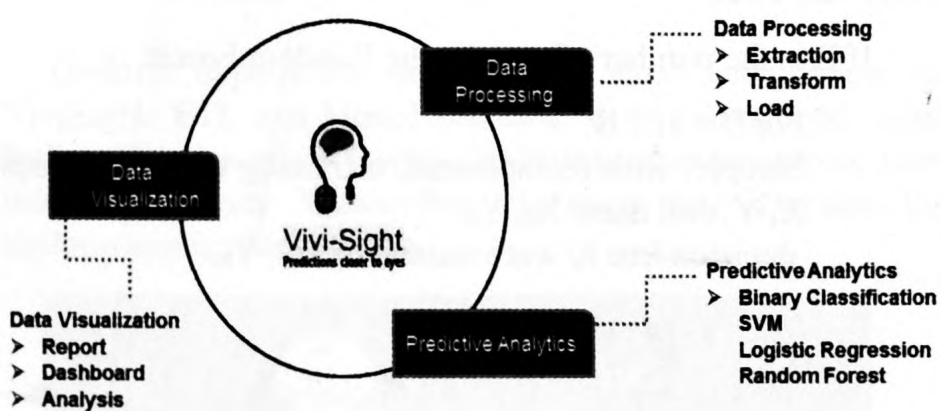 Data
Processing
Data Processing
➤ Extraction
➤ Transform
➤ Load
Data
Visualization
Vivi-Sight
Predictions closer to eyes
Data Visualization
➤ Report
➤ Dashboard
➤ Analysis
Predictive Analytics
Predictive Analytics
➤ Binary Classification
SVM
Logistic Regression
Random Forest